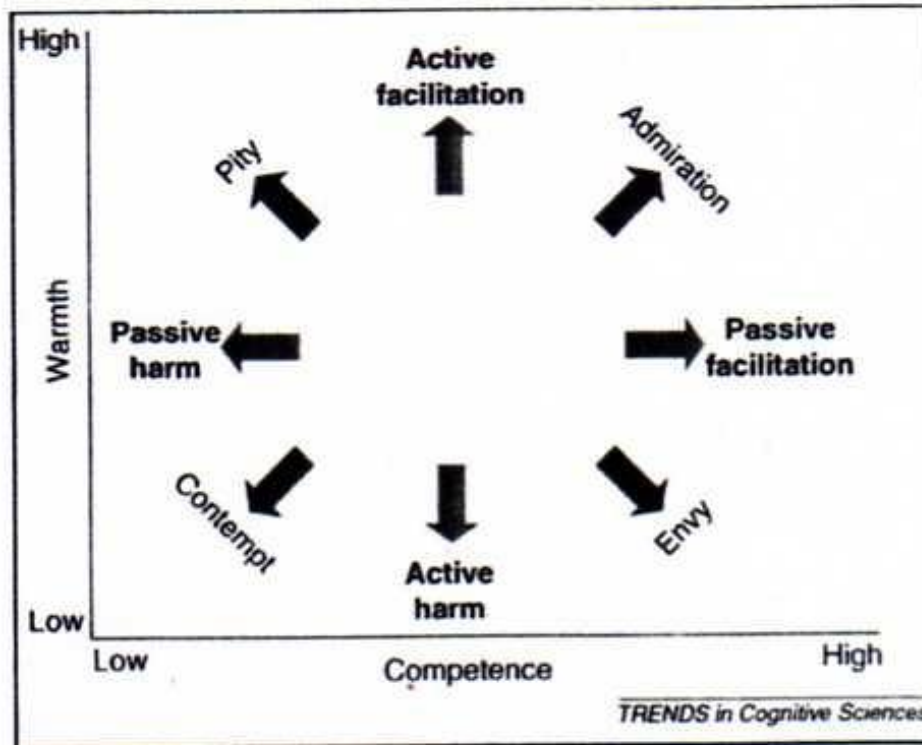 High
Active
facilitation
Pity
Admiration
Warmth
Passive
harm
Passive
facilitation
Contempt
Envy
Active
harm
Low
Low
Competence
High
TRENDS in Cognitive Sciences